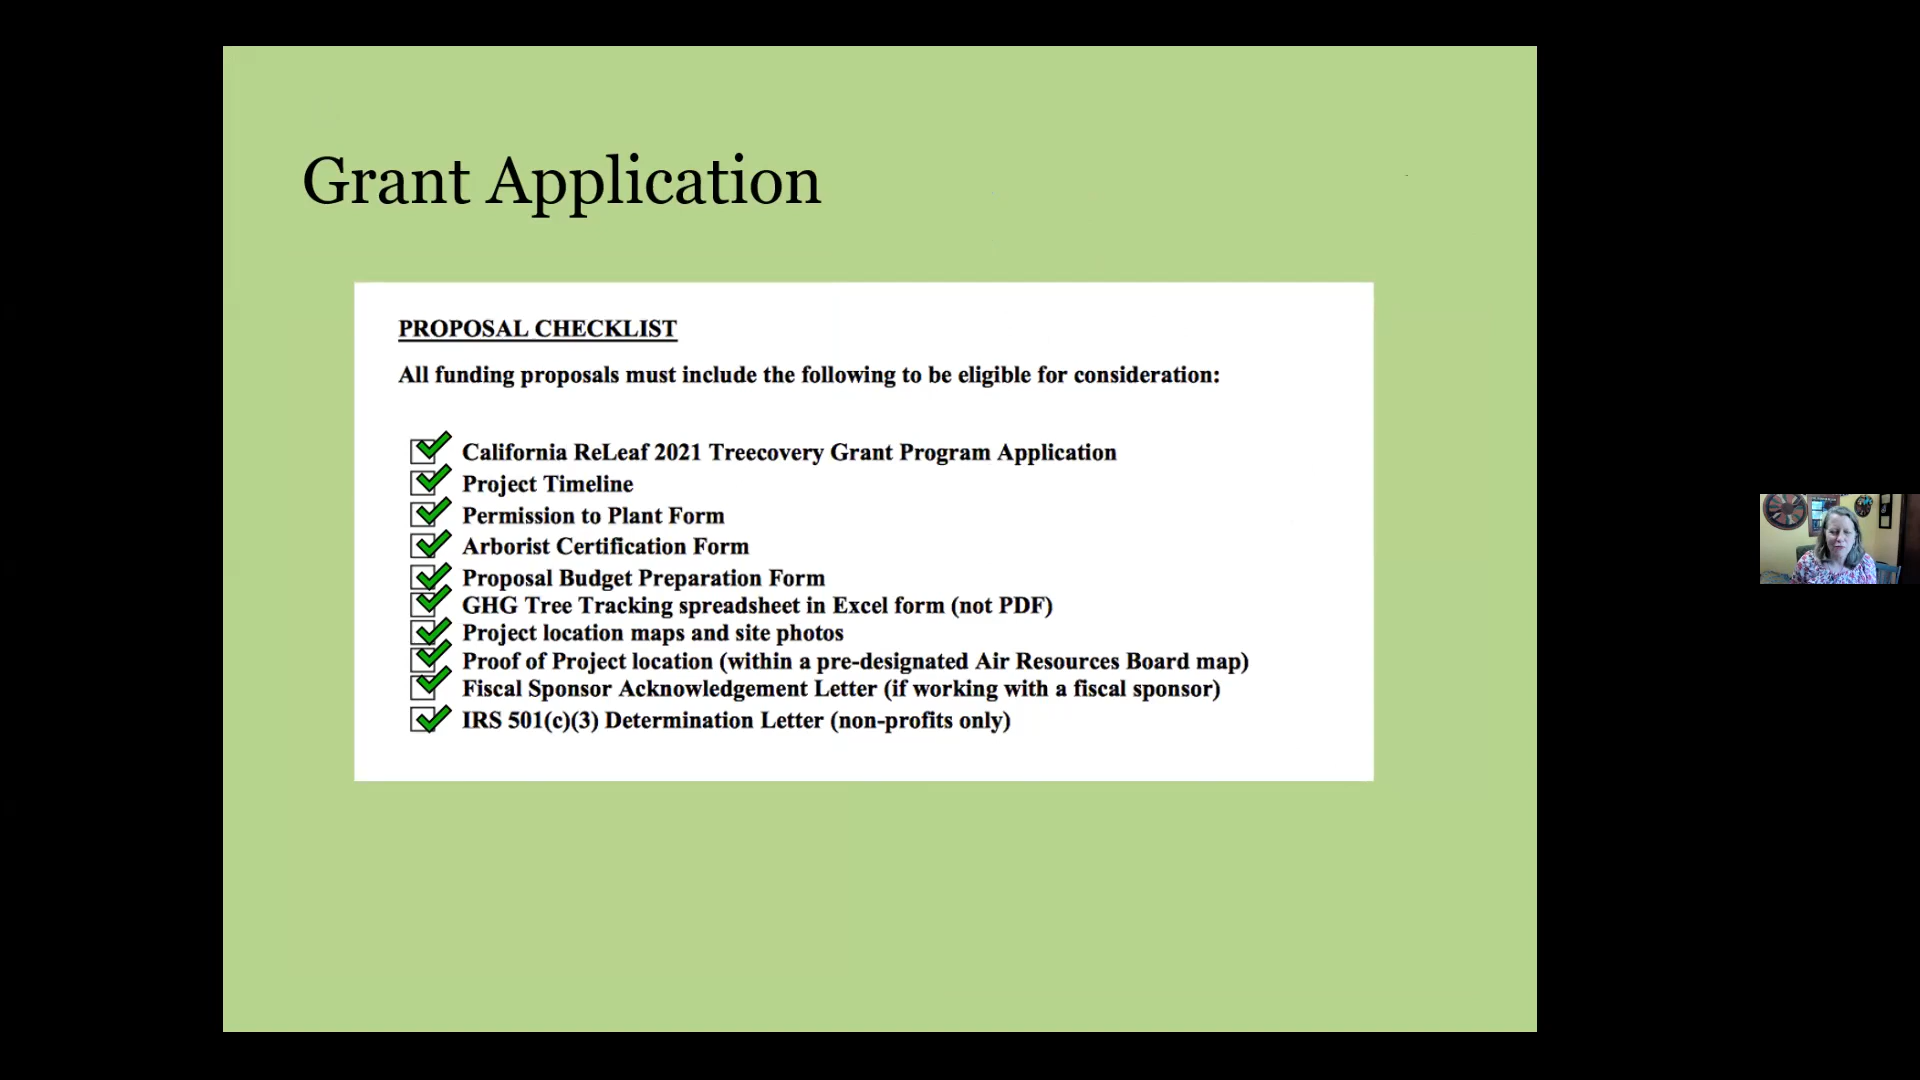 Grant Application
PROPOSAL CHECKLIST
All funding proposals must include the following to be eligible for consideration:
California ReLeaf 2021 Treecovery Grant Program Application
Project Timeline
Permission to Plant Form
Arborist Certification Form
Proposal Budget Preparation Form
GHG Tree Tracking spreadsheet in Excel form (not PDF)
Project location maps and site photos
Proof of Project location (within a pre-designated Air Resources Board map)
Fiscal Sponsor Acknowledgement Letter (if working with a fiscal sponsor)
IRS 501(c)(3) Determination Letter (non-profits only)